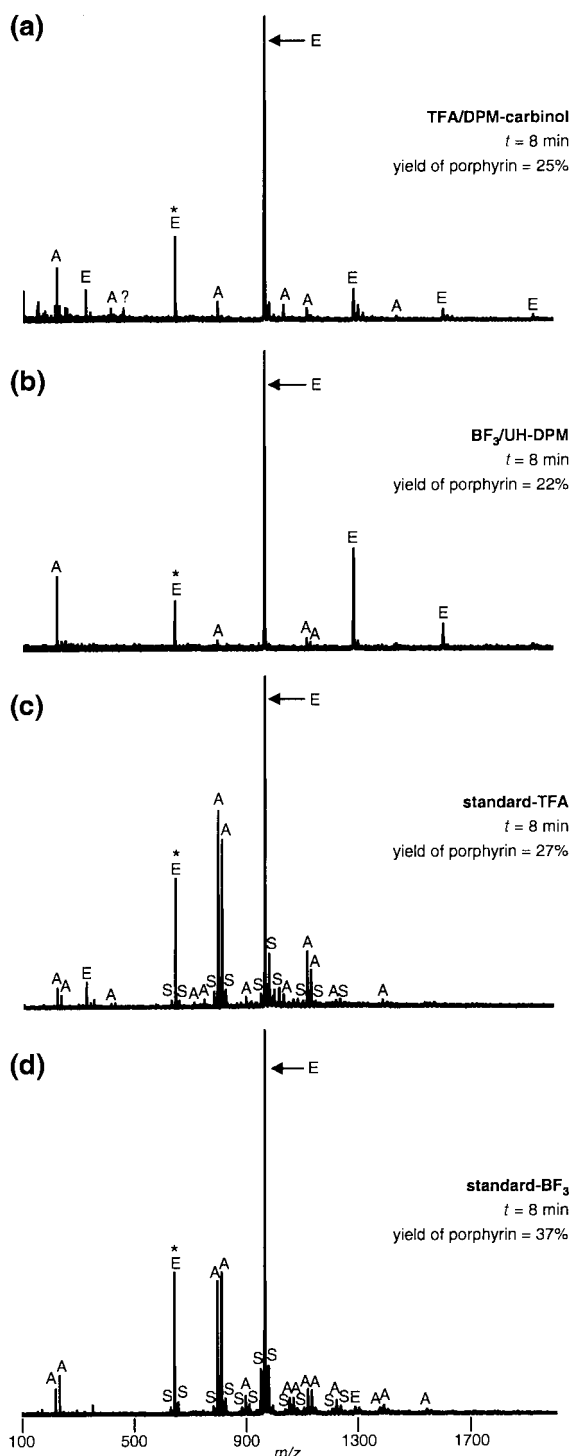 (a)
E
TFA/DPM-carbinol
t = 8 min
yield of porphyrin = 25%
*
E
A
E
A ?
A
A
A
E
A
E
E
(b)
E
BF3/UH-DPM
t = 8 min
yield of porphyrin = 22%
*
E
A
A
A A
E
E
(c)
E
standard-TFA
t = 8 min
yield of porphyrin = 27%
A
A
*
E
A A
E
A
S S
A A
S
S
A
S
S
S
A
S
A
A
S
A S
A
(d)
E
standard-BF3
t = 8 min
yield of porphyrin = 37%
*
E
A A
A A
S S
S S
S A S
S S
S A A S A A
A S E
A A
A
100 500 900 1300 1700
m/z